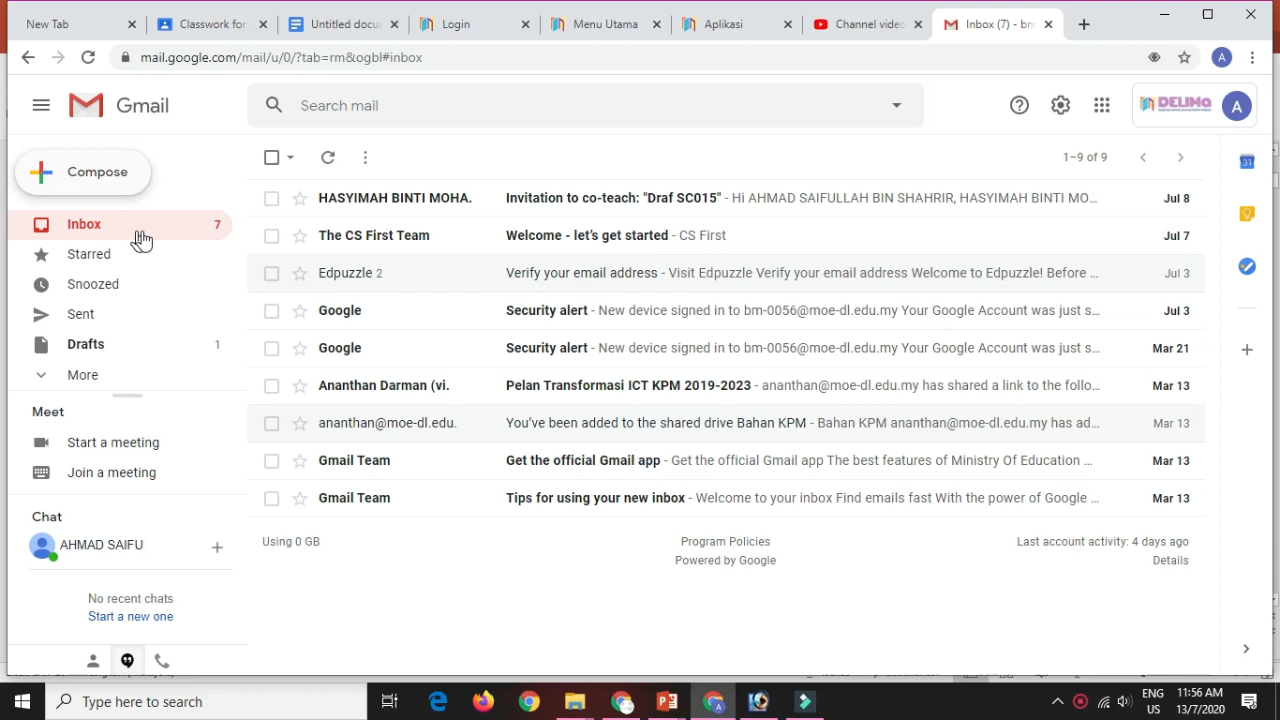 New Tab
Classwork for
Untitled docu
Login
Menu Utama
Aplikasi
Channel video
Inbox (7) - bm
mail.google.com/mail/u/0/?tab=rm&ogbl#inbox
A
Gmail
Search mail
DELIMa
A
Compose
1–9 of 9
Inbox 7
Starred
Snoozed
Sent
Drafts 1
More
Meet
Start a meeting
Join a meeting
Chat
AHMAD SAIFU
No recent chats
Start a new one
HASYIMAH BINTI MOHA. Invitation to co-teach: "Draf SC015" - Hi AHMAD SAIFULLAH BIN SHAHRIR, HASYIMAH BINTI MO... Jul 8
The CS First Team Welcome - let's get started - CS First Jul 7
Edpuzzle 2 Verify your email address - Visit Edpuzzle Verify your email address Welcome to Edpuzzle! Before ... Jul 3
Google Security alert - New device signed in to bm-0056@moe-dl.edu.my Your Google Account was just s... Jul 3
Google Security alert - New device signed in to bm-0056@moe-dl.edu.my Your Google Account was just s... Mar 21
Ananthan Darman (vi. Pelan Transformasi ICT KPM 2019-2023 - ananthan@moe-dl.edu.my has shared a link to the follo... Mar 13
ananthan@moe-dl.edu. You've been added to the shared drive Bahan KPM - Bahan KPM ananthan@moe-dl.edu.my has ad... Mar 13
Gmail Team Get the official Gmail app - Get the official Gmail app The best features of Ministry Of Education ... Mar 13
Gmail Team Tips for using your new inbox - Welcome to your inbox Find emails fast With the power of Google ... Mar 13
Using 0 GB
Program Policies
Powered by Google
Last account activity: 4 days ago
Details
31
Type here to search
ENG
US
11:56 AM
13/7/2020